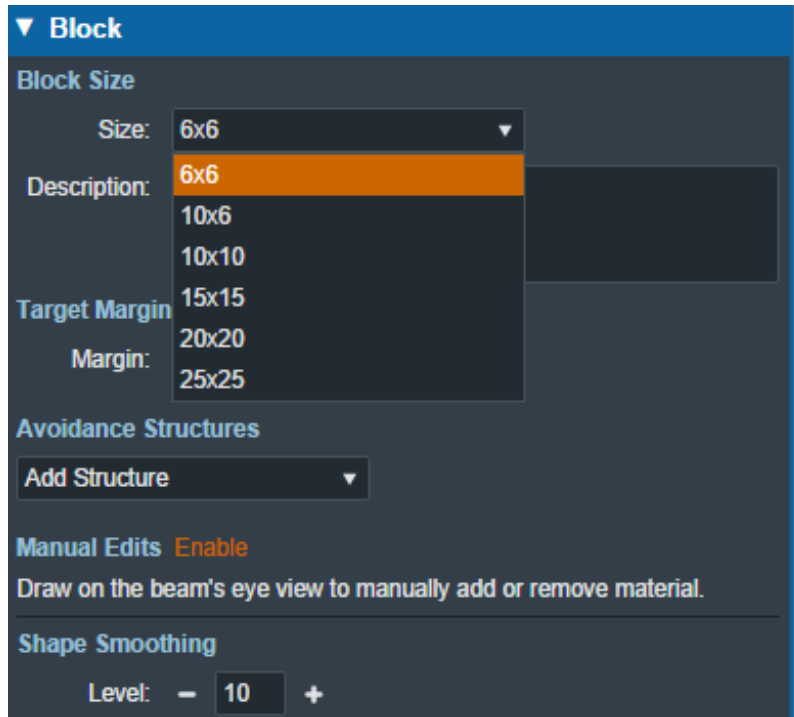 ▼ Block
Block Size
Size: 6x6
Description:
6x6
10x6
10x10
15x15
20x20
25x25
Target Margin
Margin:
Avoidance Structures
Add Structure
Manual Edits Enable
Draw on the beam's eye view to manually add or remove material.
Shape Smoothing
Level: − 10 +